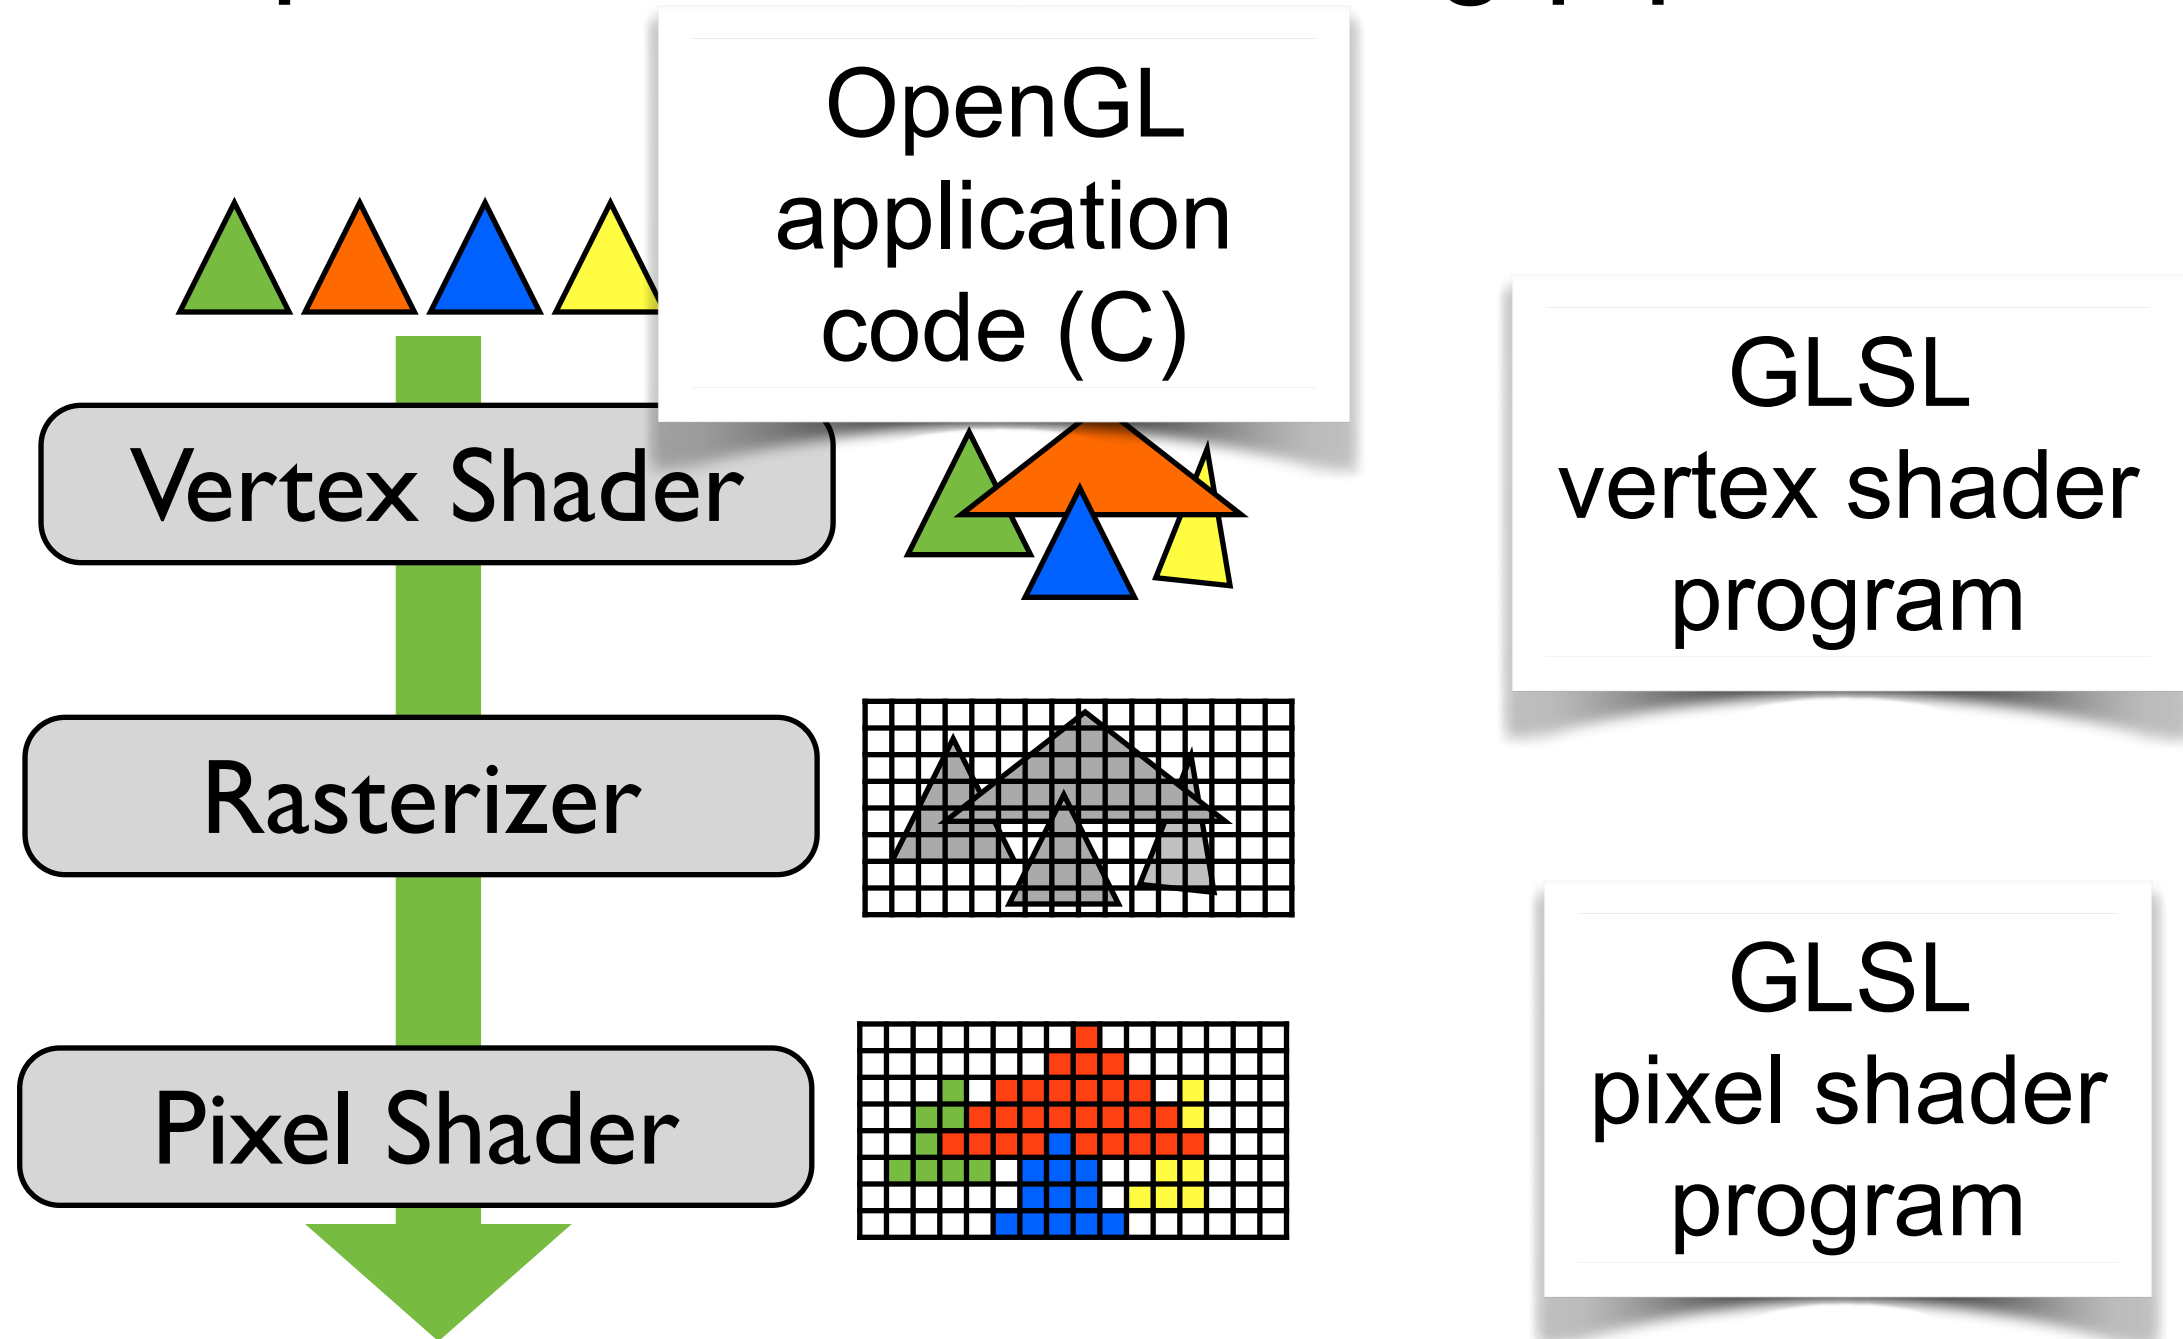 OpenGL
application
code (C)
GLSL
vertex shader
program
Vertex Shader
Rasterizer
GLSL
pixel shader
program
Pixel Shader